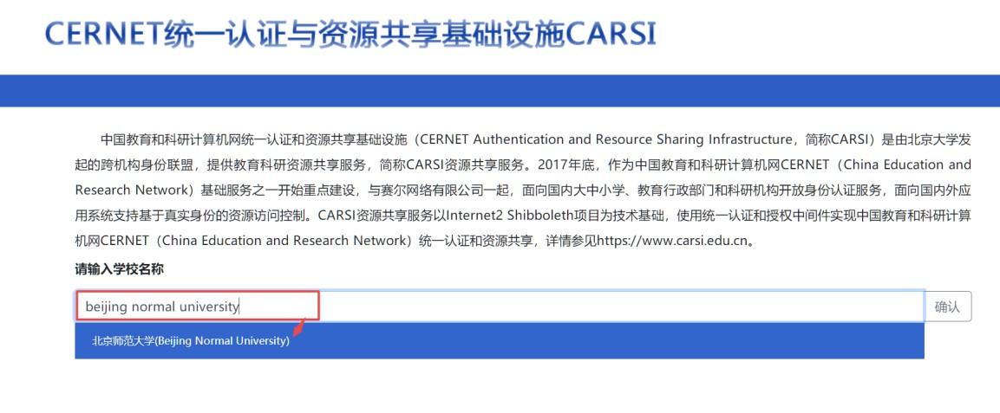 CERNET统一认证与资源共享基础设施CARSI
中国教育和科研计算机网统一认证和资源共享基础设施（CERNET Authentication and Resource Sharing Infrastructure，简称CARSI）是由北京大学发
起的跨机构身份联盟，提供教育科研资源共享服务，简称CARSI资源共享服务。2017年底，作为中国教育和科研计算机网CERNET（China Education and
Research Network）基础服务之一开始重点建设，与赛尔网络有限公司一起，面向国内大中小学、教育行政部门和科研机构开放身份认证服务，面向国内外应
用系统支持基于真实身份的资源访问控制。CARSI资源共享服务以Internet2 Shibboleth项目为技术基础，使用统一认证和授权中间件实现中国教育和科研计算
机网CERNET（China Education and Research Network）统一认证和资源共享，详情参见https://www.carsi.edu.cn。
请输入学校名称
beijing normal university
确认
北京师范大学(Beijing Normal University)